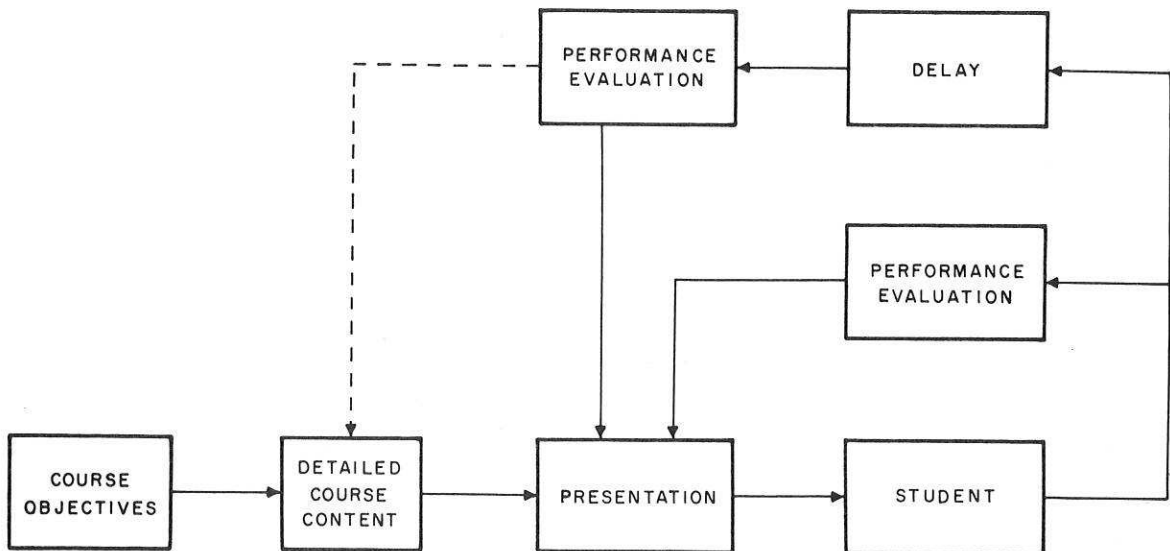 PERFORMANCE
EVALUATION
DELAY
PERFORMANCE
EVALUATION
COURSE
OBJECTIVES
DETAILED
COURSE
CONTENT
PRESENTATION
STUDENT